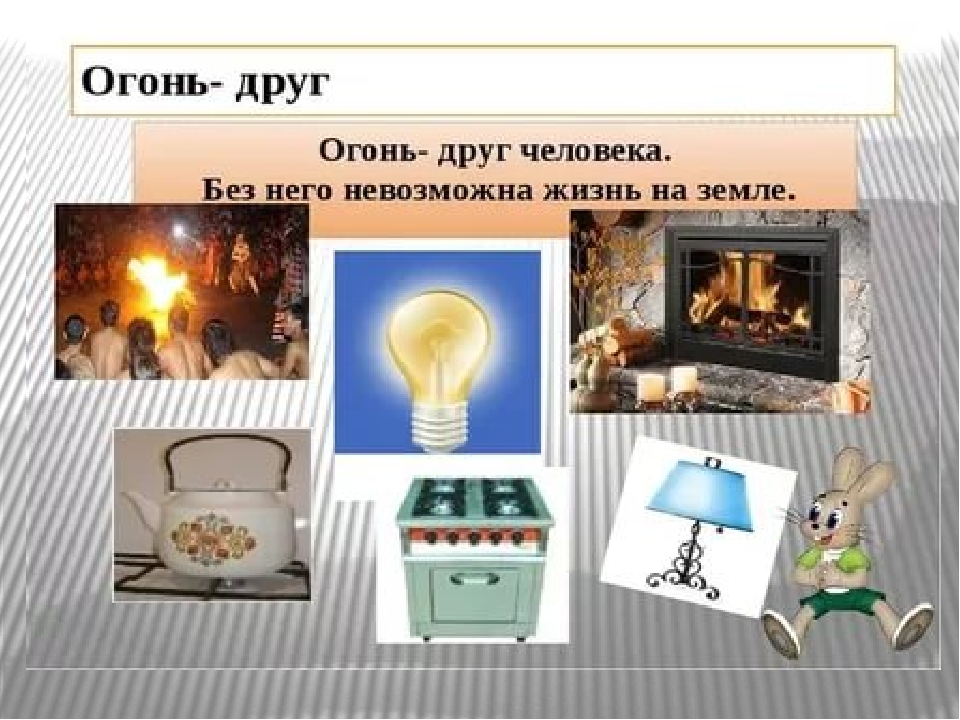 Огонь- друг
Огонь- друг человека.
Без него невозможна жизнь на земле.